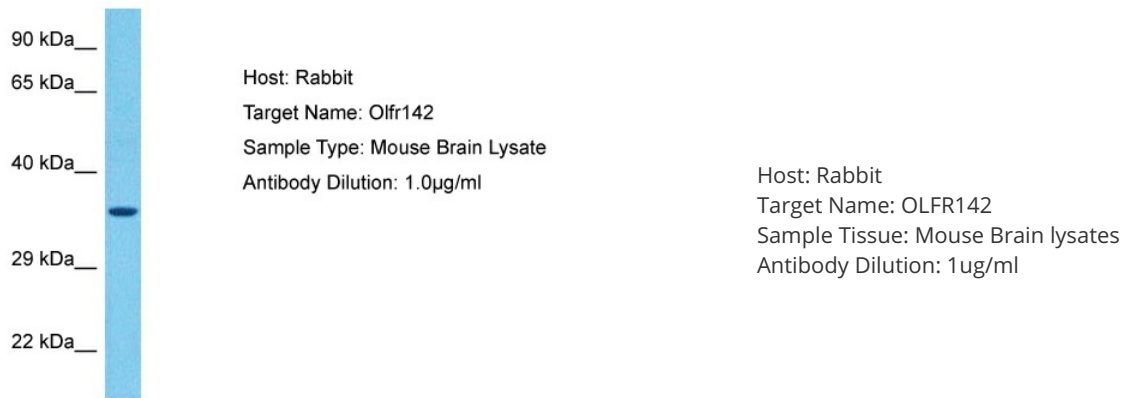 90 kDa__
65 kDa__
40 kDa__
29 kDa__
22 kDa__
Host: Rabbit
Target Name: Olfr142
Sample Type: Mouse Brain Lysate
Antibody Dilution: 1.0µg/ml
Host: Rabbit
Target Name: OLFR142
Sample Tissue: Mouse Brain lysates
Antibody Dilution: 1ug/ml